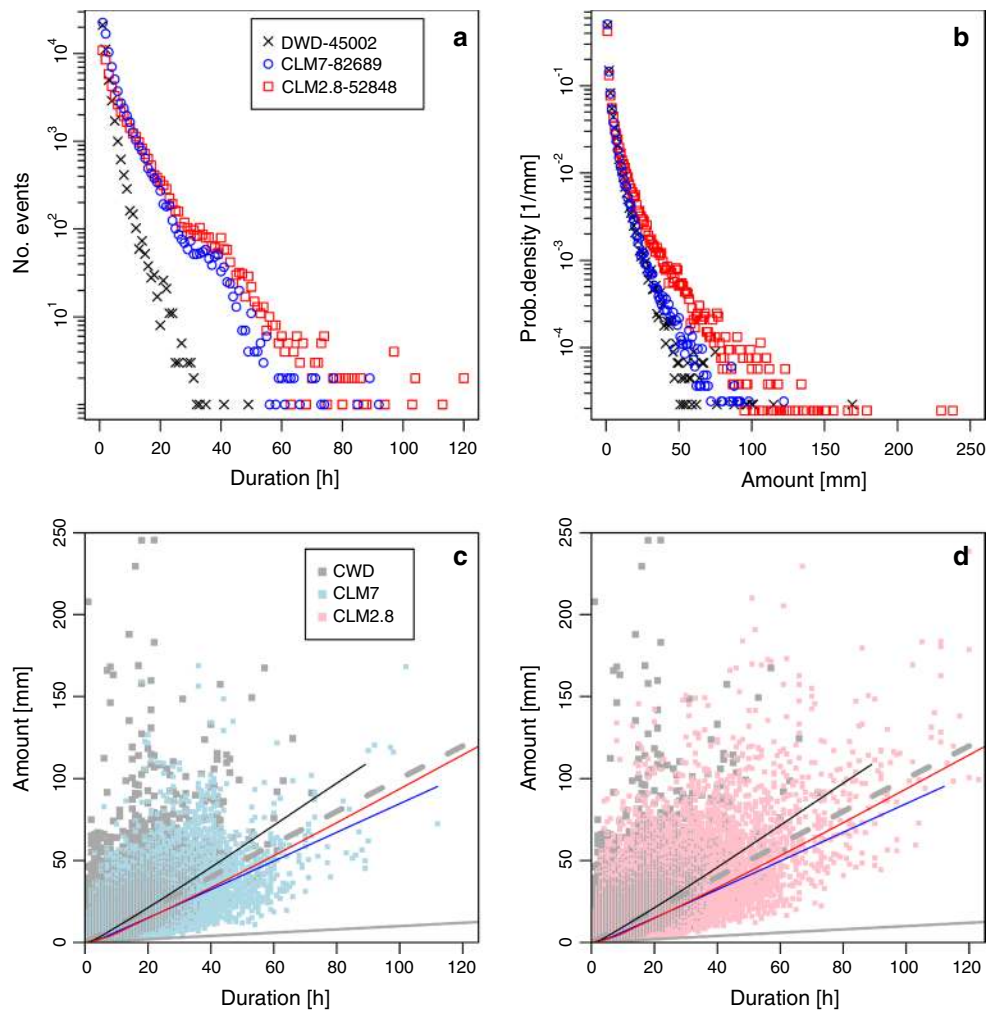 a
DWD-45002
CLM7-82689
CLM2.8-52848
No. events
10^4
10^3
10^2
10^1
0 20 40 60 80 100 120
Duration [h]
b
Prob.density [1/mm]
10^-1
10^-2
10^-3
10^-4
0 50 100 150 200 250
Amount [mm]
c
CWD
CLM7
CLM2.8
Amount [mm]
250
200
150
100
50
0
0 20 40 60 80 100 120
Duration [h]
d
Amount [mm]
250
200
150
100
50
0
0 20 40 60 80 100 120
Duration [h]